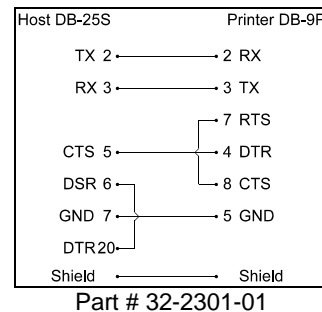 Host DB-25S Printer DB-9P
TX 2 2 RX
RX 3 3 TX
7 RTS
CTS 5 4 DTR
DSR 6 8 CTS
GND 7 5 GND
DTR20
Shield Shield
Part # 32-2301-01